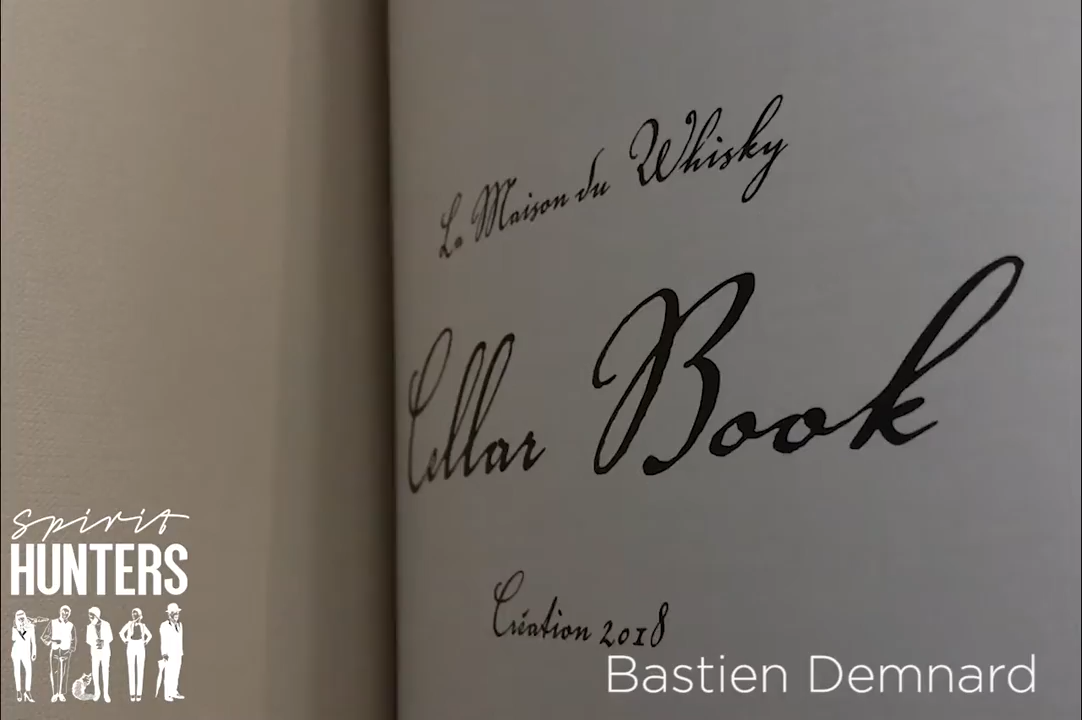 La Maison du Whisky
Cellar Book
Création 2018
Spirit
HUNTERS
Bastien Demnard